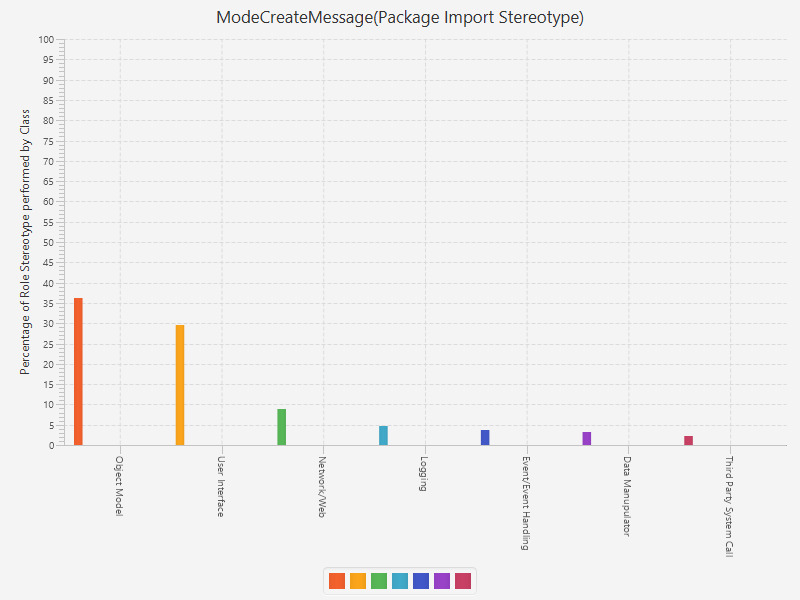 ModeCreateMessage(Package Import Stereotype)
Percentage of Role Stereotype performed by Class
100
95
90
85
80
75
70
65
60
55
50
45
40
35
30
25
20
15
10
5
0
Object Model
User Interface
Network/Web
Logging
Event/Event Handling
Data Manupulator
Third Party System Call